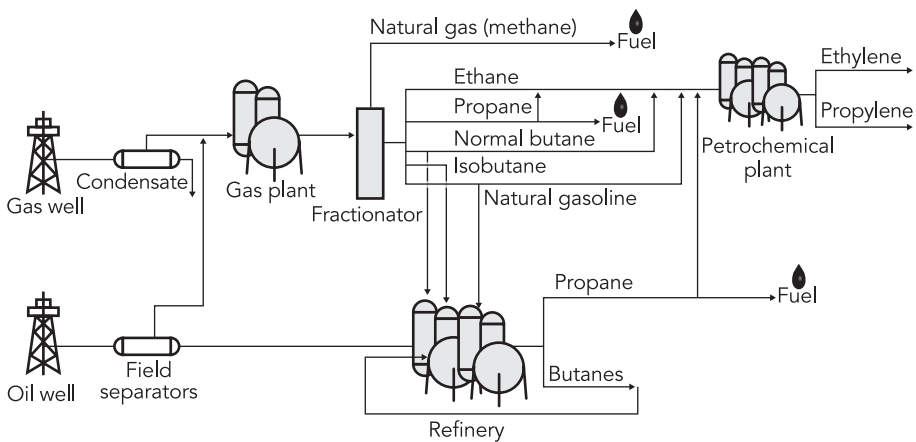 Natural gas (methane)
Fuel
Ethane
Ethylene
Propane
Fuel
Propylene
Normal butane
Petrochemical
plant
Isobutane
Condensate
Gas plant
Natural gasoline
Gas well
Fractionator
Propane
Fuel
Field
separators
Oil well
Butanes
Refinery